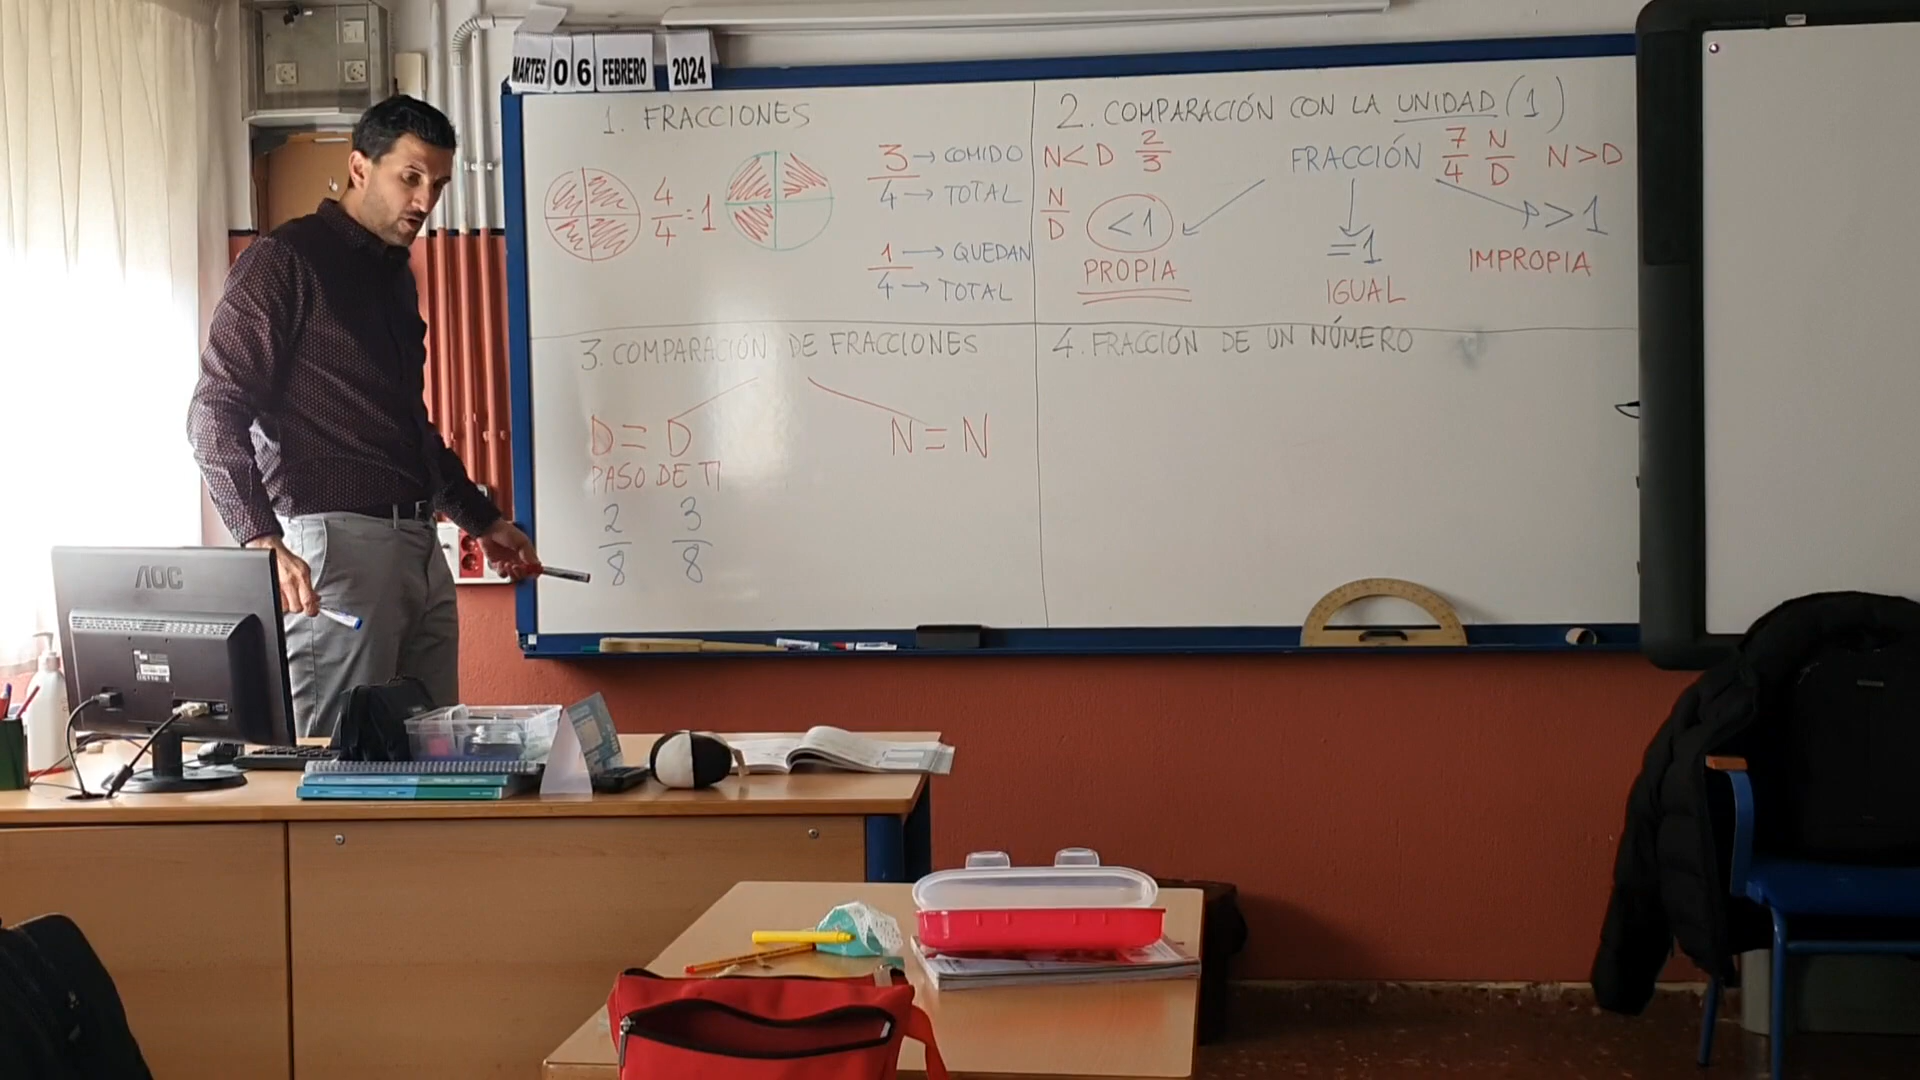 MARTES 06 FEBRERO 2024
1. FRACCIONES
4/4 = 1
3 → COMIDO
4 → TOTAL
1 → QUEDAN
4 → TOTAL
2. COMPARACIÓN CON LA UNIDAD (1)
N<D 2/3
FRACCIÓN 7/4 N/D N>D
N/D <1
PROPIA
=1
IGUAL
>1
IMPROPIA
3. COMPARACIÓN DE FRACCIONES
D = D
N = N
PASO DE TI
2/8 3/8
4. FRACCIÓN DE UN NÚMERO
AOC